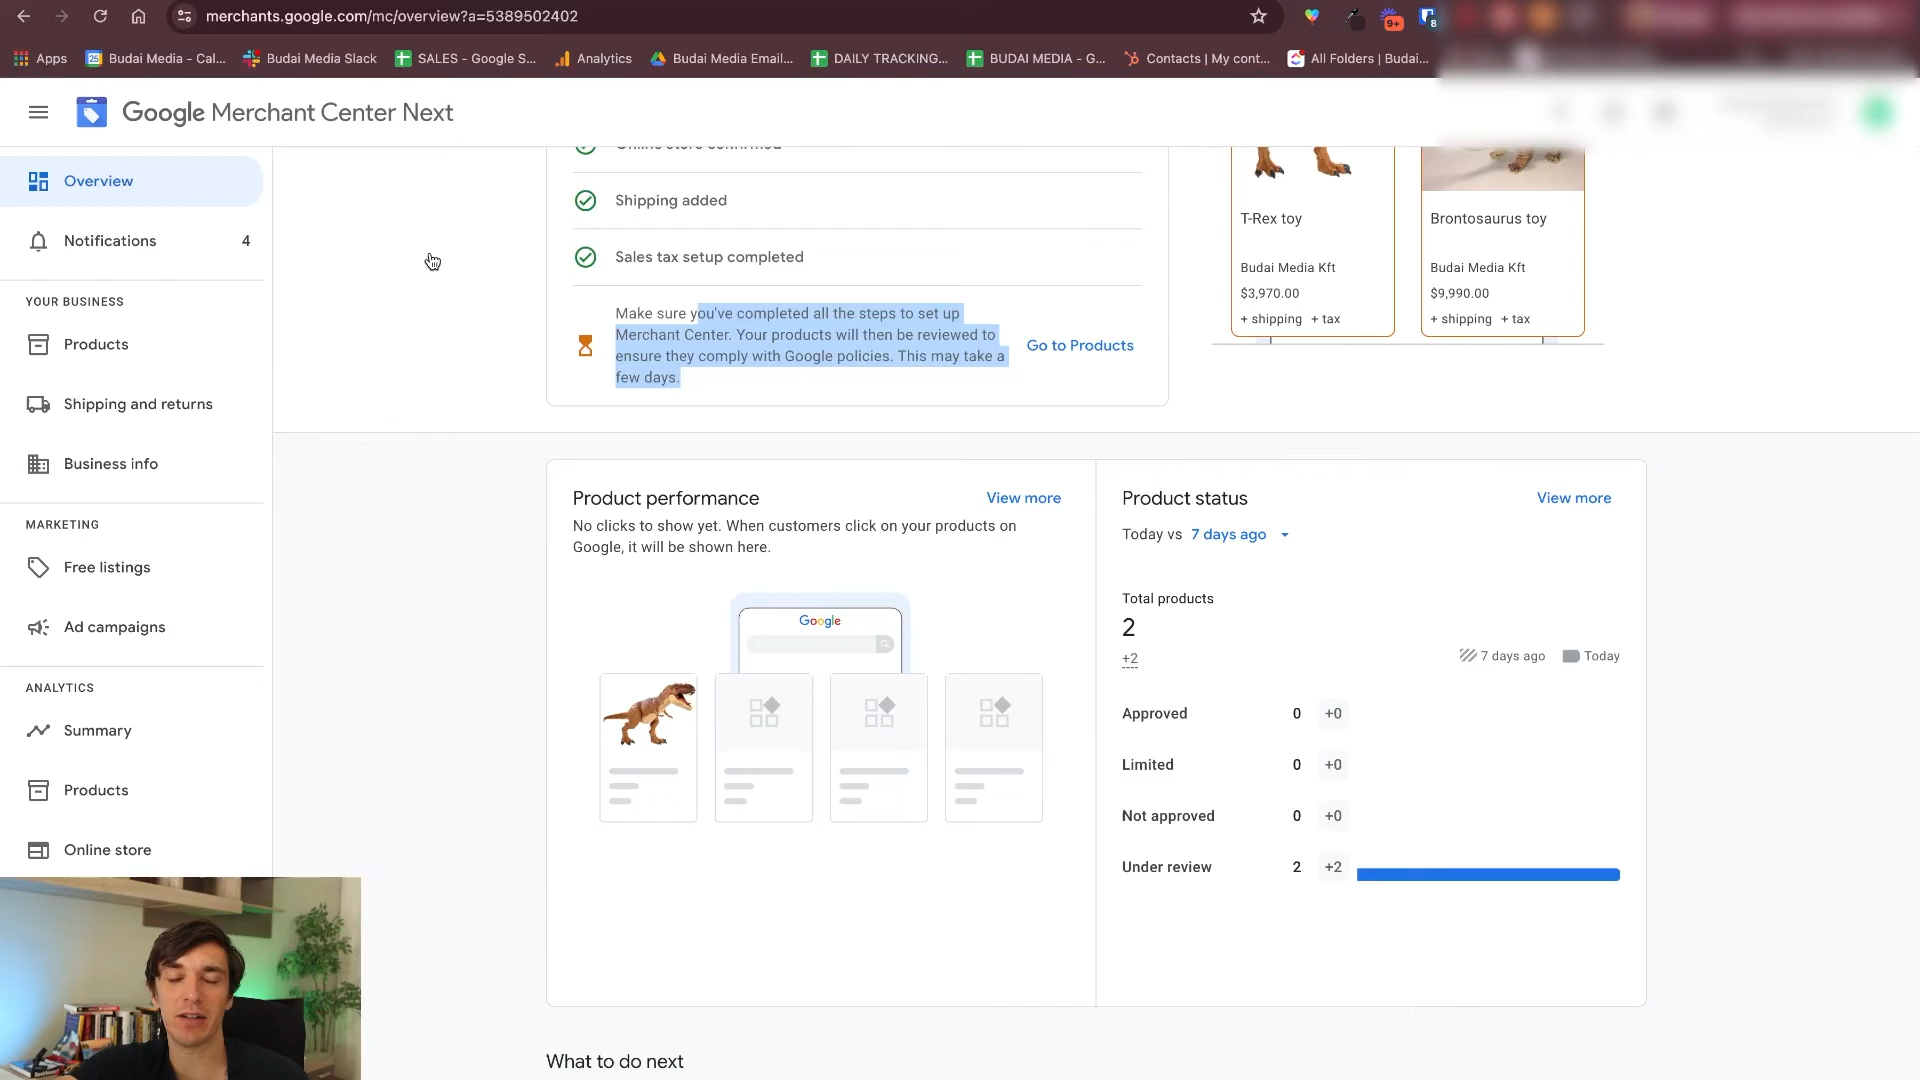 merchants.google.com/mc/overview?a=5389502402
9+
8
Apps
25
Budai Media - Cal...
Budai Media Slack
SALES - Google S...
Analytics
Budai Media Email...
DAILY TRACKING...
BUDAI MEDIA - G...
Contacts | My cont...
All Folders | Budai...
Google Merchant Center Next
Overview
Notifications 4
YOUR BUSINESS
Products
Shipping and returns
Business info
MARKETING
Free listings
Ad campaigns
ANALYTICS
Summary
Products
Online store
Online store confirmed
Shipping added
Sales tax setup completed
Make sure you've completed all the steps to set up
Merchant Center. Your products will then be reviewed to
ensure they comply with Google policies. This may take a
few days.
Go to Products
T-Rex toy
Budai Media Kft
$3,970.00
+ shipping + tax
Brontosaurus toy
Budai Media Kft
$9,990.00
+ shipping + tax
Product performance
View more
No clicks to show yet. When customers click on your products on
Google, it will be shown here.
Google
Product status
View more
Today vs 7 days ago
Total products
2
+2
7 days ago Today
Approved 0 +0
Limited 0 +0
Not approved 0 +0
Under review 2 +2
What to do next